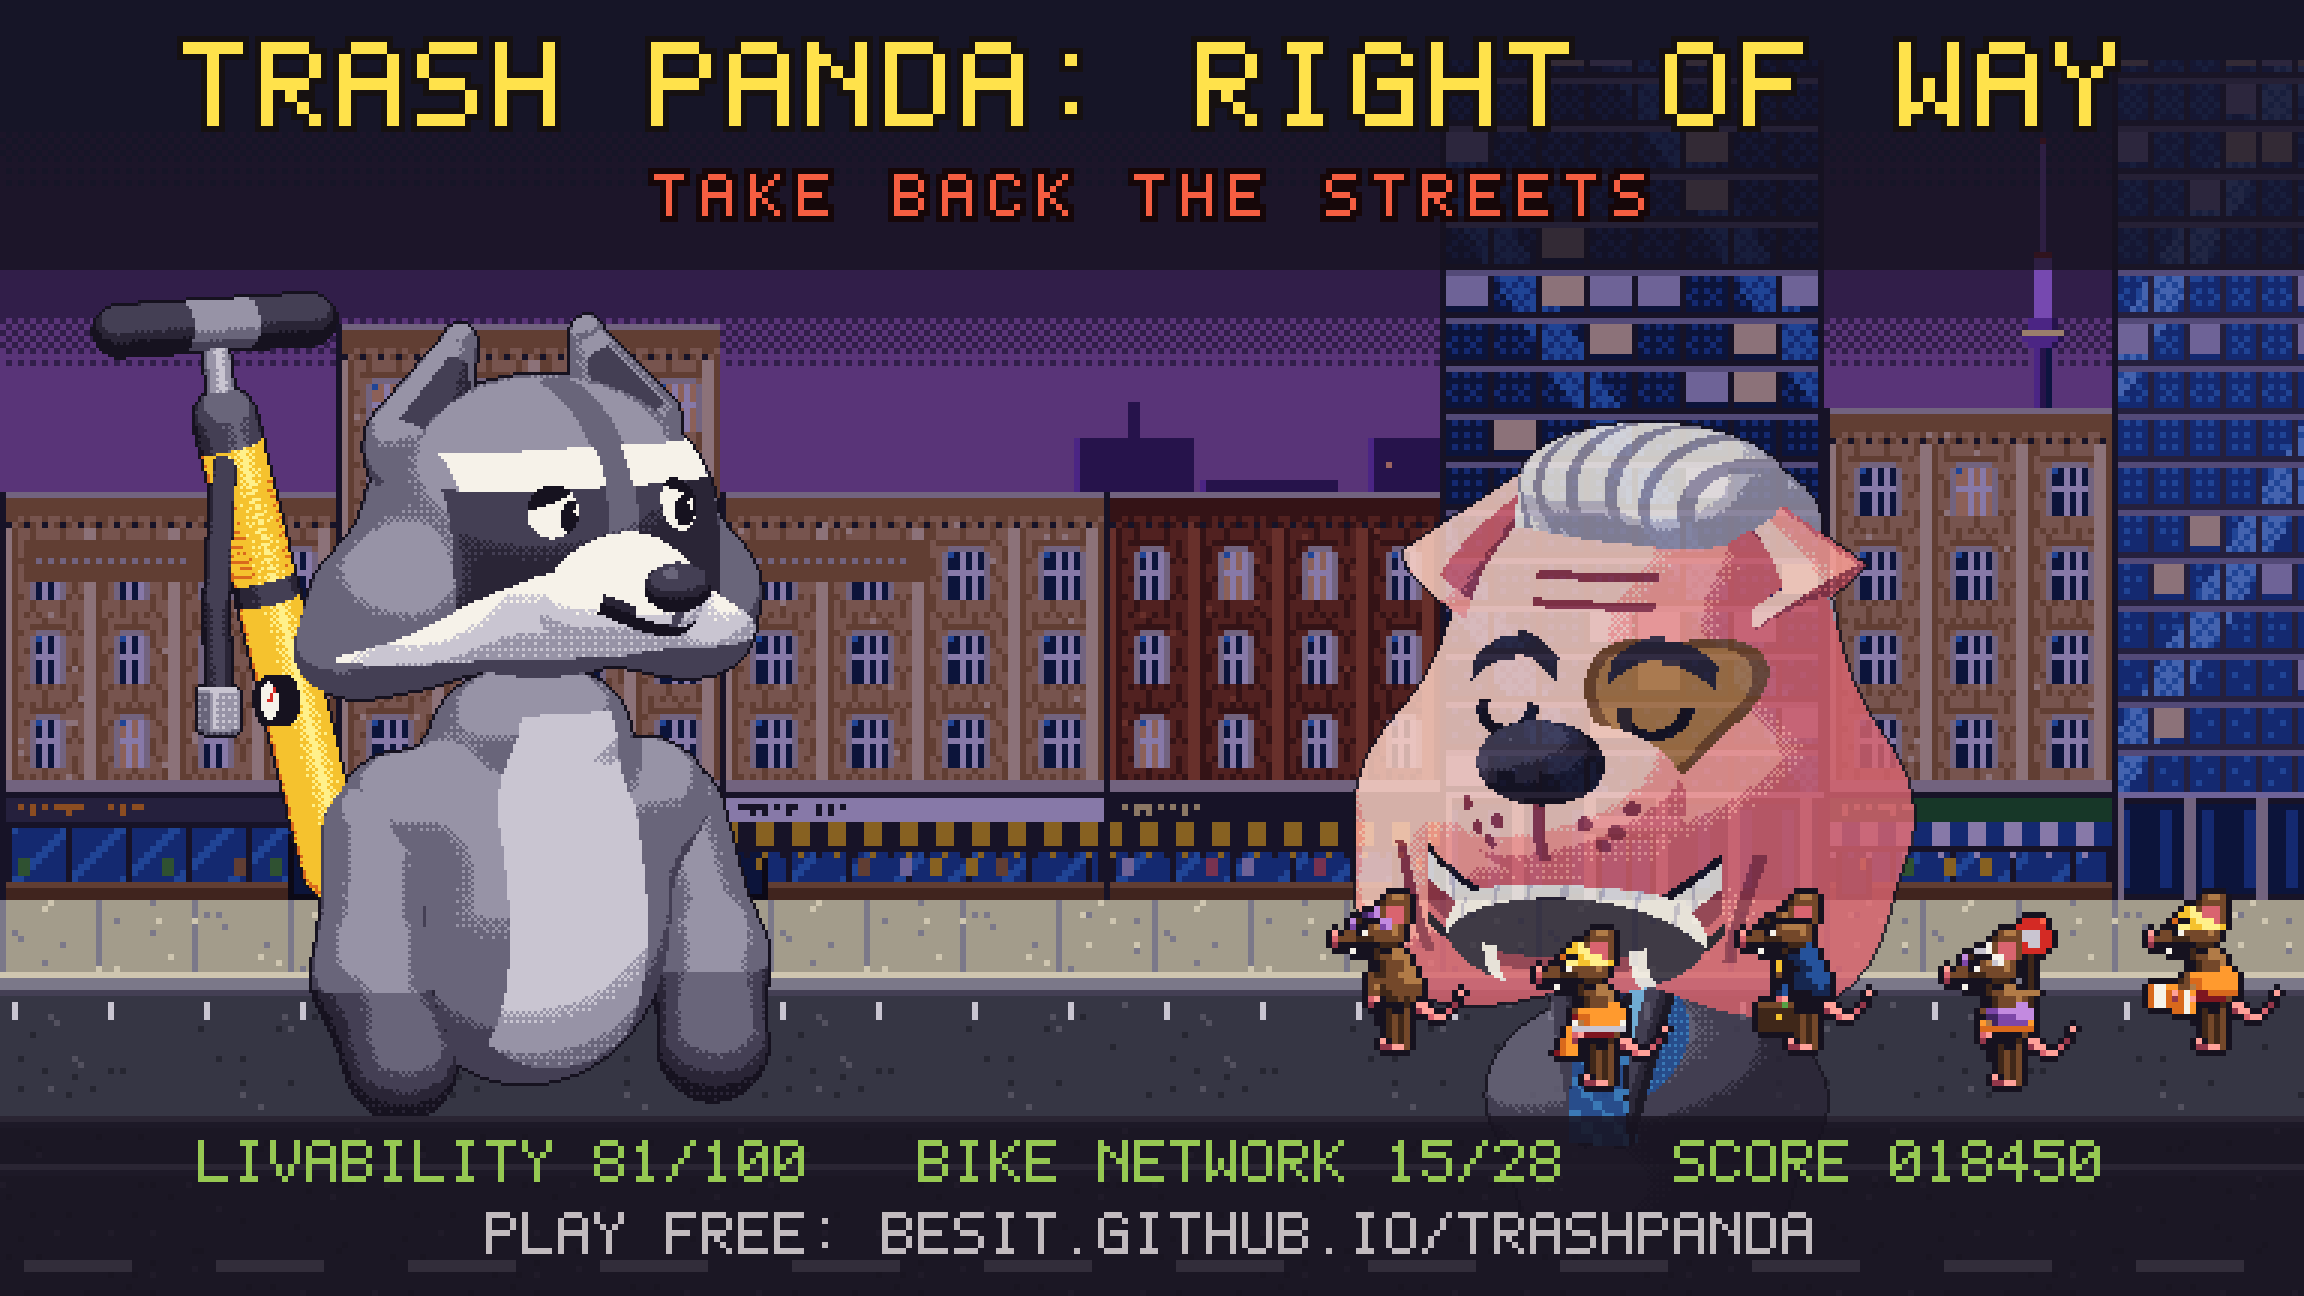 TRASH PANDA: RIGHT OF WAY
TAKE BACK THE STREETS
LIVABILITY 81/100 BIKE NETWORK 15/28 SCORE 018450
PLAY FREE: BESIT.GITHUB.IO/TRASHPANDA